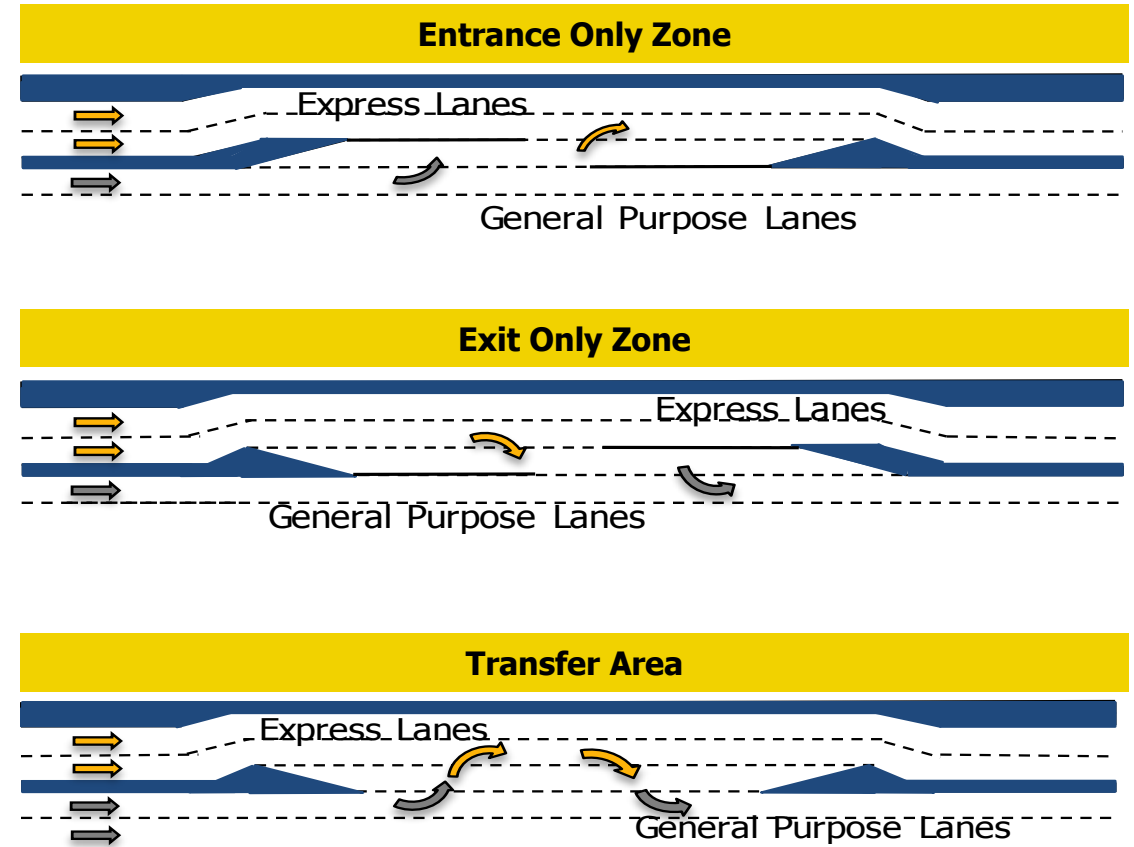 Entrance Only Zone
Express Lanes
General Purpose Lanes
Exit Only Zone
Express Lanes
General Purpose Lanes
Transfer Area
Express Lanes
General Purpose Lanes